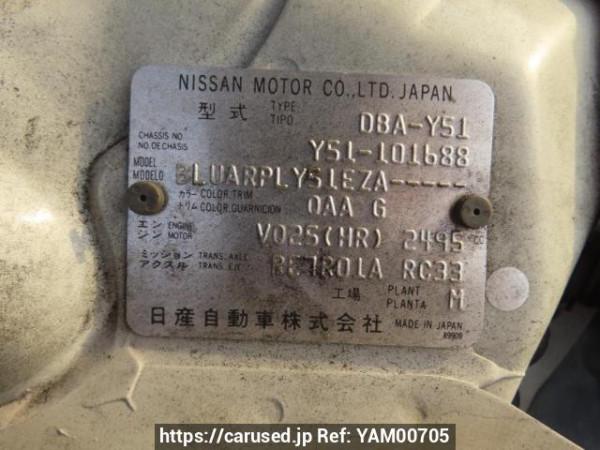 NISSAN MOTOR CO.,LTD. JAPAN
型式 TYPE TIPO DBA-Y51
CHASSIS NO. NO. DE CHASIS Y51-101688
MODEL MODELO BLUARPLY51EZA-----
カラー COLOR, TRIM トリム COLOR, GUARNICION QAA G
エンジン ENGINE MOTOR VQ25(HR) 2495 CC
ミッション アクスル TRANS. AXLE TRANS. EJE RE7R01A RC33
工場 PLANT PLANTA M
日産自動車株式会社 MADE IN JAPAN
https://carused.jp Ref: YAM00705